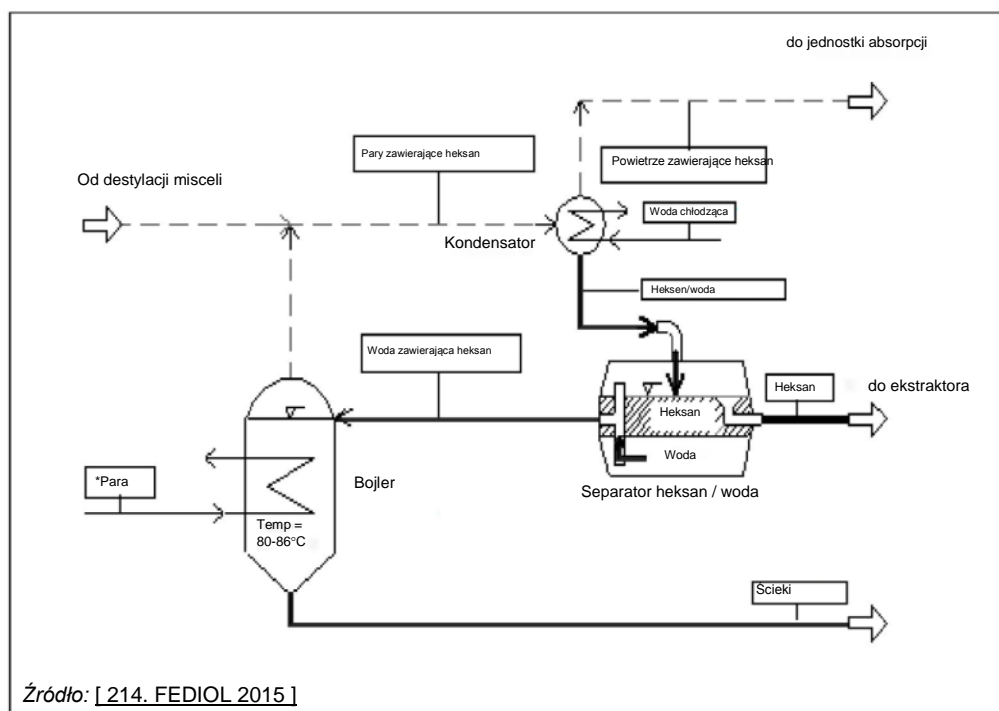 do jednostki absorpcji
Pary zawierające heksan
Powietrze zawierające heksan
Od destylacji misceli
Woda chłodząca
Kondensator
Heksen/woda
Woda zawierająca heksan
Heksan
Heksan
do ekstraktora
Woda
*Para
Bojler
Separator heksan / woda
Temp =
80-86°C
Ścieki
Źródło: [ 214. FEDIOL 2015 ]